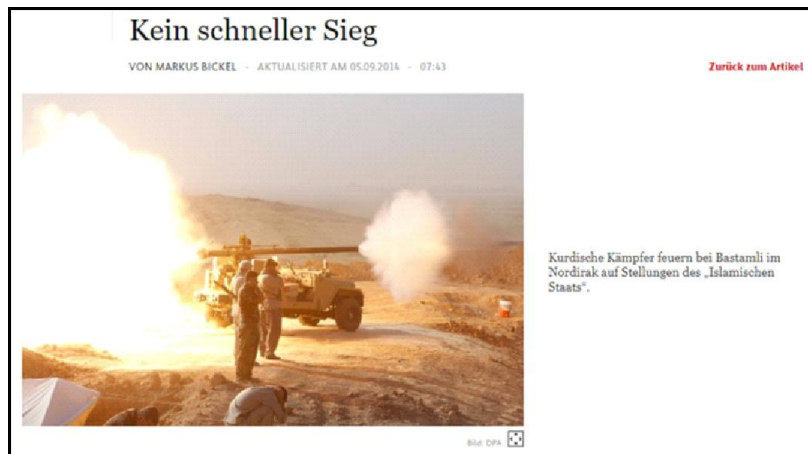 Kein schneller Sieg
VON MARKUS BICKEL - AKTUALISIERT AM 05.09.2014 - 07:43
Zurück zum Artikel
Kurdische Kämpfer feuern bei Bastamli im
Nordirak auf Stellungen des „Islamischen
Staats“.
Bild: DPA